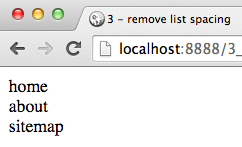 3 – remove list spacing
localhost:8888/3_
home
about
sitemap